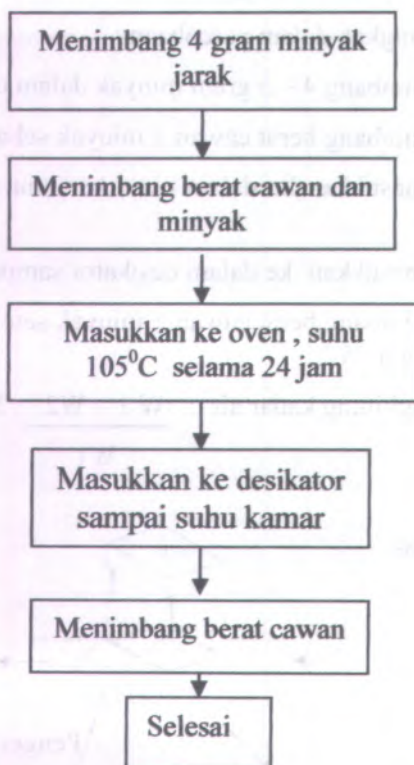 Menimbang 4 gram minyak
jarak
Menimbang berat cawan dan
minyak
Masukkan ke oven , suhu
105⁰C selama 24 jam
Masukkan ke desikator
sampai suhu kamar
Menimbang berat cawan
Selesai